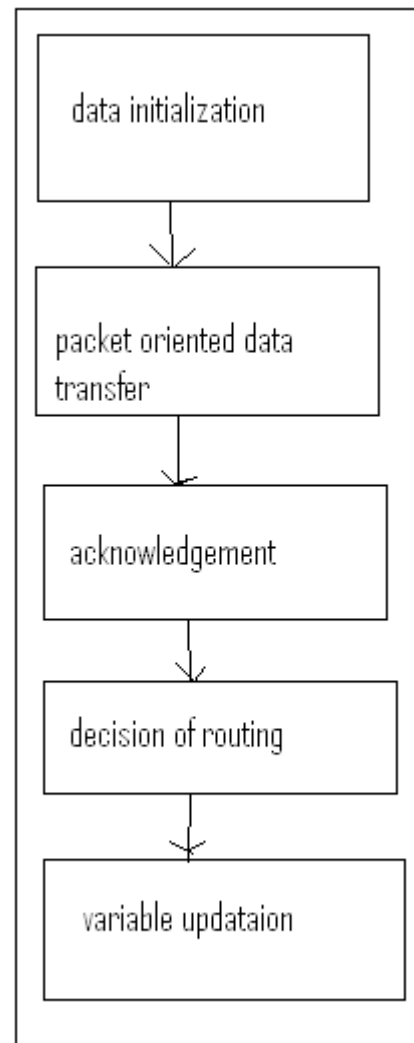 data initialization
packet oriented data
transfer
acknowledgement
decision of routing
variable updataion